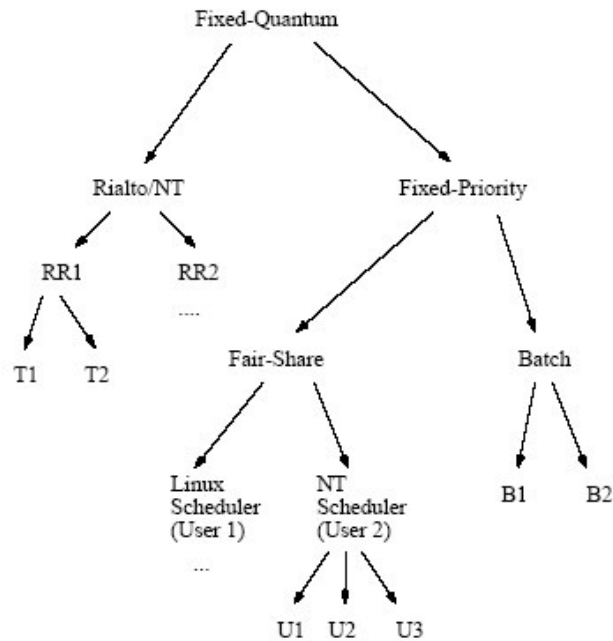 Fixed-Quantum
Rialto/NT
Fixed-Priority
RR1
RR2
....
T1
T2
Fair-Share
Batch
Linux
Scheduler
(User 1)
...
NT
Scheduler
(User 2)
B1
B2
U1
U2
U3